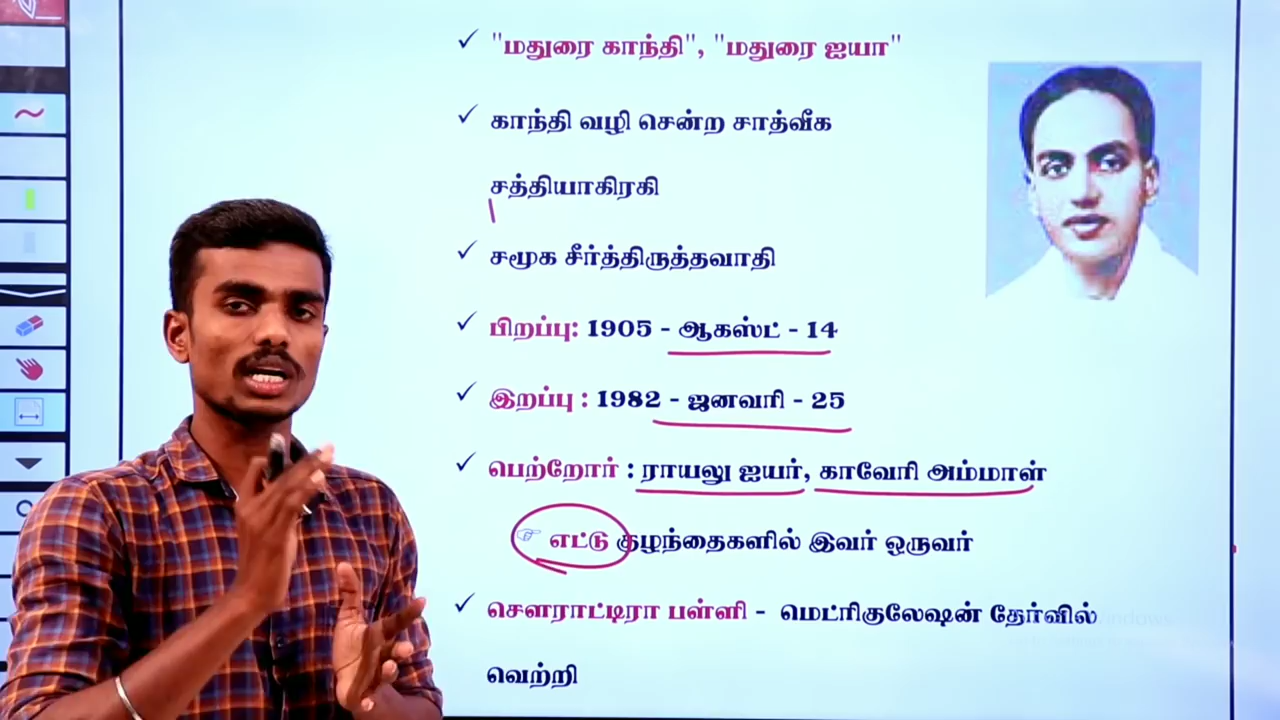 "மதுரை காந்தி", "மதுரை ஐயா"
காந்தி வழி சென்ற சாத்வீக
சத்தியாகிரகி
சமூக சீர்த்திருத்தவாதி
பிறப்பு: 1905 - ஆகஸ்ட் - 14
இறப்பு : 1982 - ஜனவரி - 25
பெற்றோர் : ராயலு ஐயர், காவேரி அம்மாள்
எட்டு குழந்தைகளில் இவர் ஒருவர்
சௌராட்டிரா பள்ளி - மெட்ரிகுலேஷன் தேர்வில்
வெற்றி